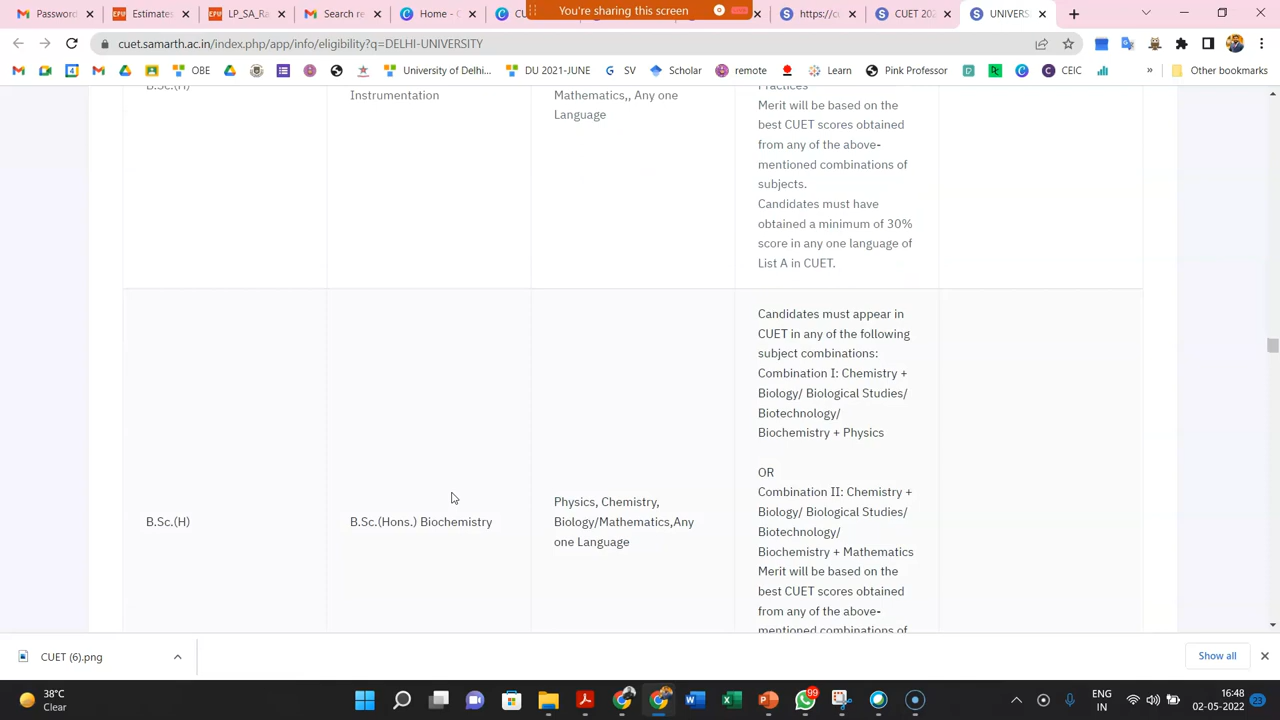 Password
Estimates
LP_SA_Ra
Search re
Home - C
CU
You're sharing this screen
https://cu
CUET 202
UNIVERS
cuet.samarth.ac.in/index.php/app/info/eligibility?q=DELHI-UNIVERSITY
OBE
University of Delhi...
DU 2021-JUNE
SV
Scholar
remote
Learn
Pink Professor
CEIC
»
Other bookmarks
B.Sc.(H)
Instrumentation
Mathematics,, Any one
Language
Practices
Merit will be based on the
best CUET scores obtained
from any of the above-
mentioned combinations of
subjects.
Candidates must have
obtained a minimum of 30%
score in any one language of
List A in CUET.
B.Sc.(H)
B.Sc.(Hons.) Biochemistry
Physics, Chemistry,
Biology/Mathematics,Any
one Language
Candidates must appear in
CUET in any of the following
subject combinations:
Combination I: Chemistry +
Biology/ Biological Studies/
Biotechnology/
Biochemistry + Physics
OR
Combination II: Chemistry +
Biology/ Biological Studies/
Biotechnology/
Biochemistry + Mathematics
Merit will be based on the
best CUET scores obtained
from any of the above-
mentioned combinations of
CUET (6).png
Show all
38°C
Clear
99
ENG
IN
16:48
02-05-2022
23